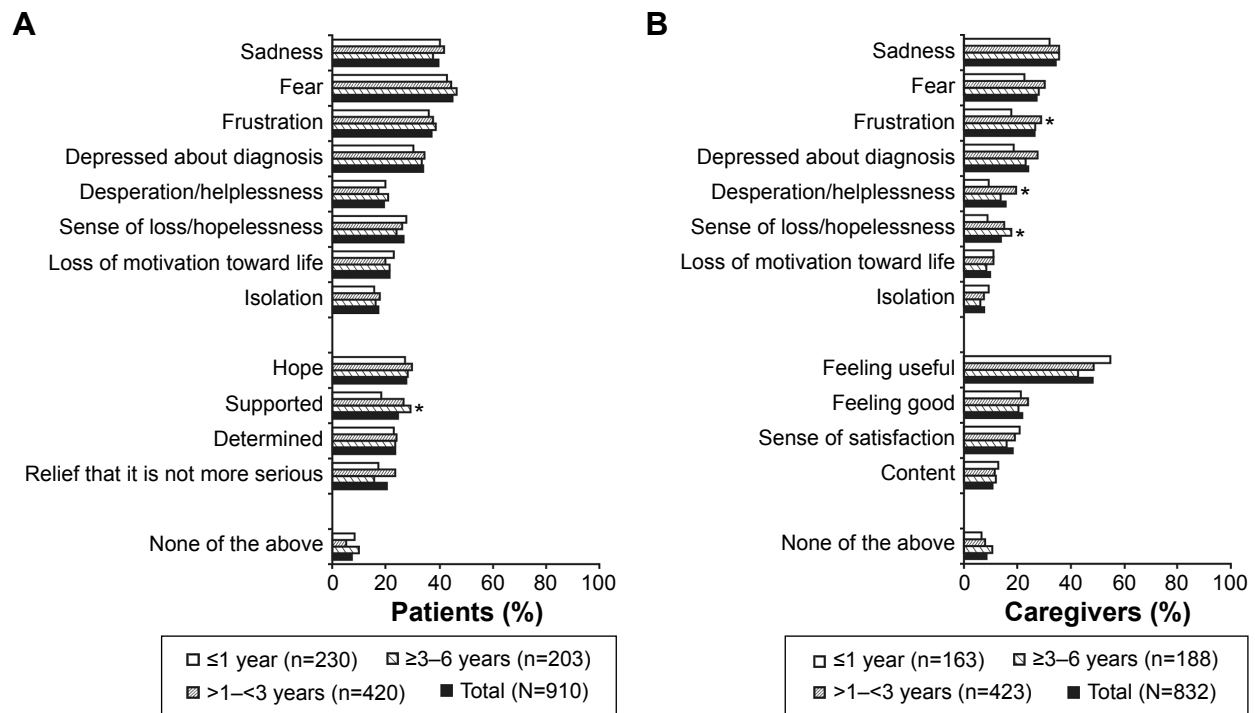 A
Sadness
Fear
Frustration
Depressed about diagnosis
Desperation/helplessness
Sense of loss/hopelessness
Loss of motivation toward life
Isolation
Hope
Supported
*
Determined
Relief that it is not more serious
None of the above
0 20 40 60 80 100
Patients (%)
≤1 year (n=230) ≥3–6 years (n=203)
>1–<3 years (n=420) Total (N=910)
B
Sadness
Fear
Frustration
*
Depressed about diagnosis
Desperation/helplessness
*
Sense of loss/hopelessness
*
Loss of motivation toward life
Isolation
Feeling useful
Feeling good
Sense of satisfaction
Content
None of the above
0 20 40 60 80 100
Caregivers (%)
≤1 year (n=163) ≥3–6 years (n=188)
>1–<3 years (n=423) Total (N=832)